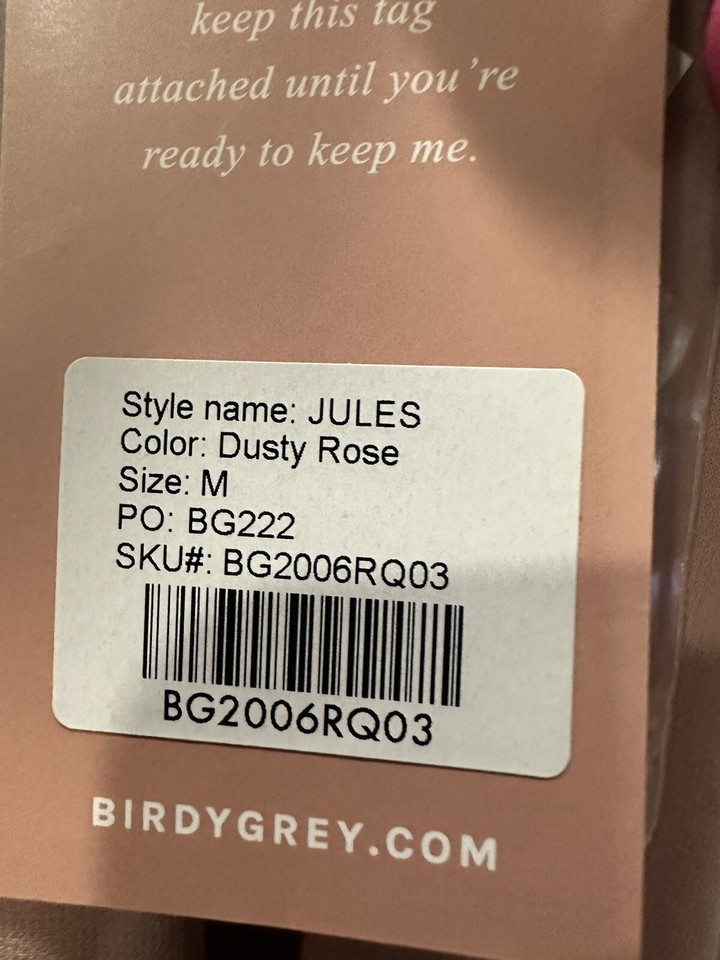 keep this tag
attached until you're
ready to keep me.
Style name: JULES
Color: Dusty Rose
Size: M
PO: BG222
SKU#: BG2006RQ03
BG2006RQ03
BIRDYGREY.COM